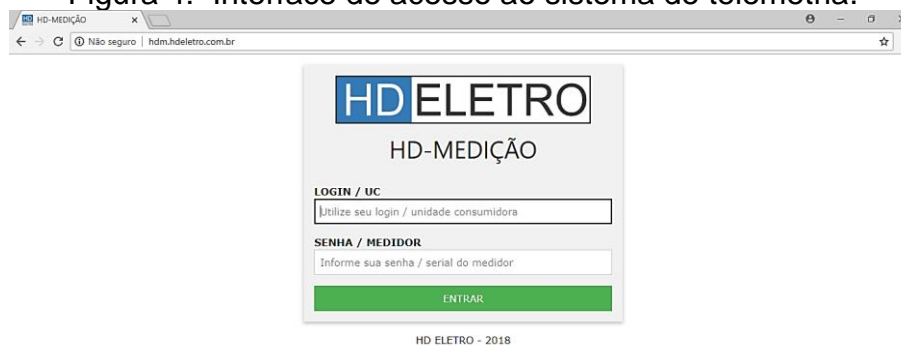 Figura 4. Interface de acesso ao sistema de telemetria.
HD-MEDIÇÃO
Não seguro | hdm.hdeletro.com.br
HD ELETRO
HD-MEDIÇÃO
LOGIN / UC
Utilize seu login / unidade consumidora
SENHA / MEDIDOR
Informe sua senha / serial do medidor
ENTRAR
HD ELETRO - 2018